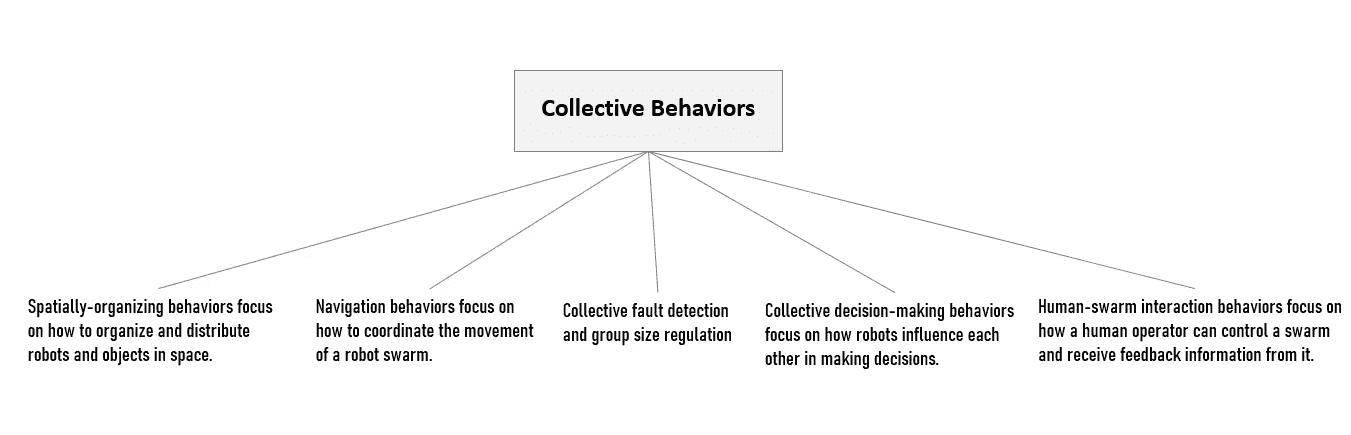 Collective Behaviors
Spatially-organizing behaviors focus
on how to organize and distribute
robots and objects in space.
Navigation behaviors focus on
how to coordinate the movement
of a robot swarm.
Collective fault detection
and group size regulation
Collective decision-making behaviors
focus on how robots influence each
other in making decisions.
Human-swarm interaction behaviors focus on
how a human operator can control a swarm
and receive feedback information from it.